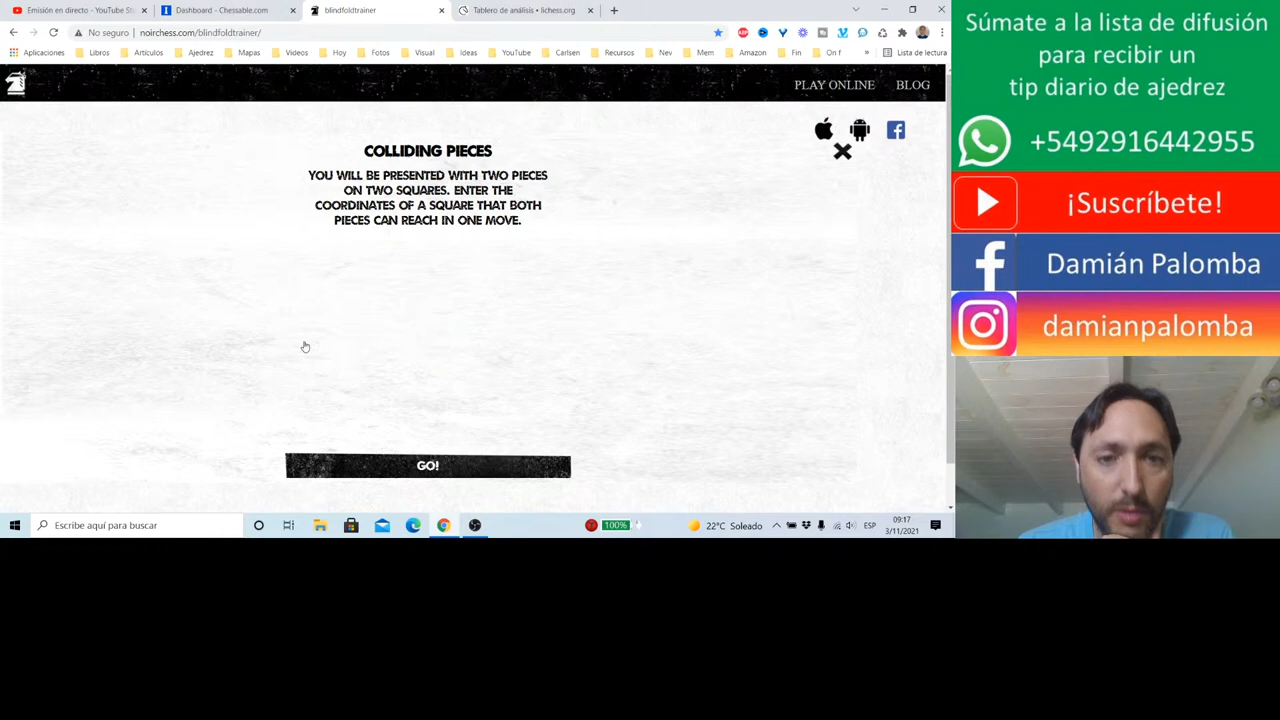 Emisión en directo - YouTube St
Dashboard - Chessable.com
blindfoldtrainer
Tablero de análisis • lichess.org
No seguro
noirchess.com/blindfoldtrainer/
Aplicaciones
Libros
Artículos
Ajedrez
Mapas
Videos
Hoy
Fotos
Visual
Ideas
YouTube
Carlsen
Recursos
Nev
Mem
Amazon
Fin
On f
»
Lista de lectura
PLAY ONLINE
BLOG
COLLIDING PIECES
YOU WILL BE PRESENTED WITH TWO PIECES
ON TWO SQUARES. ENTER THE
COORDINATES OF A SQUARE THAT BOTH
PIECES CAN REACH IN ONE MOVE.
GO!
Escribe aquí para buscar
100%
22°C Soleado
ESP
09:17
3/11/2021
Súmate a la lista de difusión
para recibir un
tip diario de ajedrez
+5492916442955
¡Suscríbete!
Damián Palomba
damianpalomba